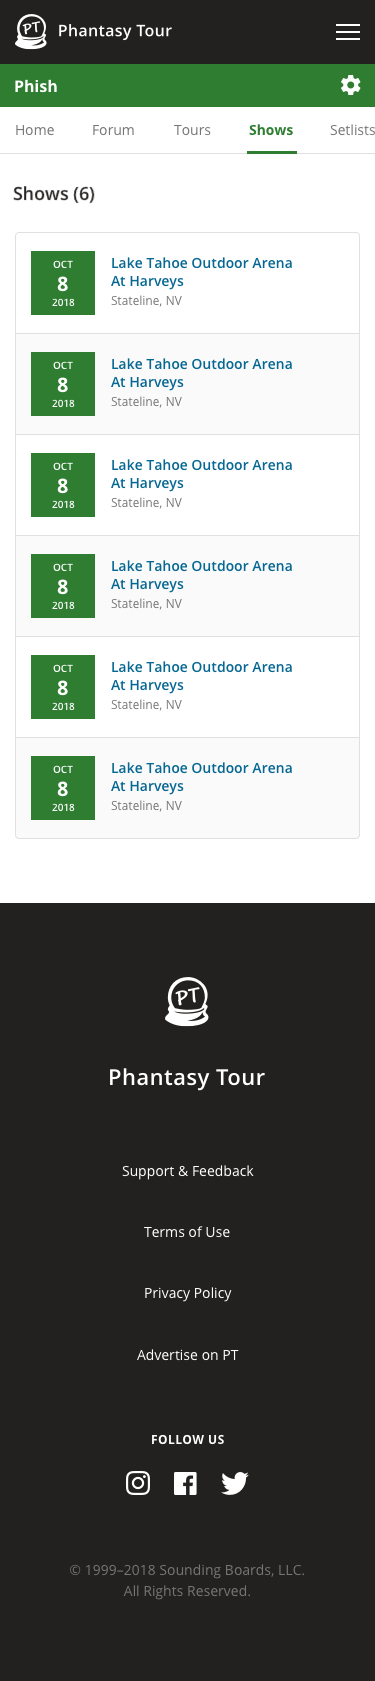 PT
Phantasy Tour
Phish
Home Forum Tours Shows Setlists
Shows (6)
OCT
8
2018
Lake Tahoe Outdoor Arena
At Harveys
Stateline, NV
OCT
8
2018
Lake Tahoe Outdoor Arena
At Harveys
Stateline, NV
OCT
8
2018
Lake Tahoe Outdoor Arena
At Harveys
Stateline, NV
OCT
8
2018
Lake Tahoe Outdoor Arena
At Harveys
Stateline, NV
OCT
8
2018
Lake Tahoe Outdoor Arena
At Harveys
Stateline, NV
OCT
8
2018
Lake Tahoe Outdoor Arena
At Harveys
Stateline, NV
PT
Phantasy Tour
Support & Feedback
Terms of Use
Privacy Policy
Advertise on PT
FOLLOW US
© 1999–2018 Sounding Boards, LLC.
All Rights Reserved.